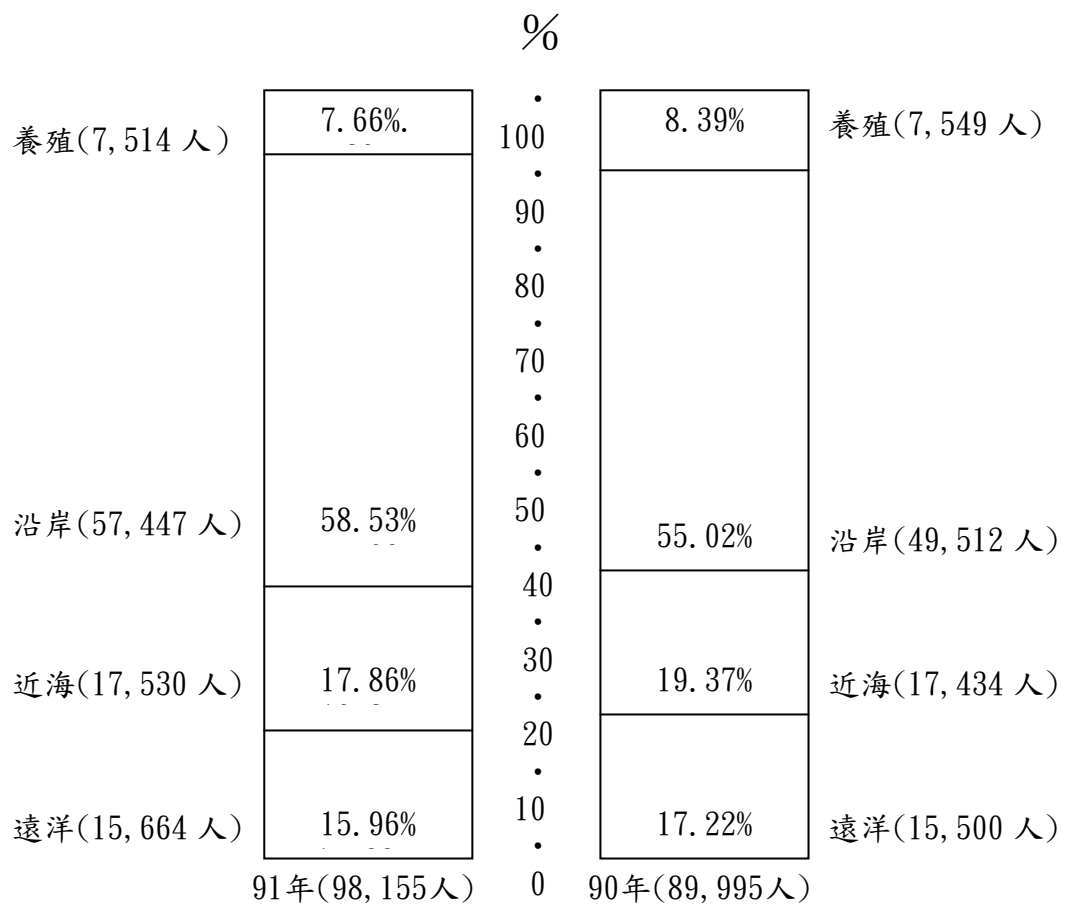 %
養殖(7,514 人)
7.66%.
100
8.39%
養殖(7,549 人)
90
80
70
60
沿岸(57,447 人)
58.53%
50
55.02%
沿岸(49,512 人)
40
近海(17,530 人)
17.86%
30
19.37%
近海(17,434 人)
20
遠洋(15,664 人)
15.96%
10
17.22%
遠洋(15,500 人)
91年(98,155人)
0
90年(89,995人)